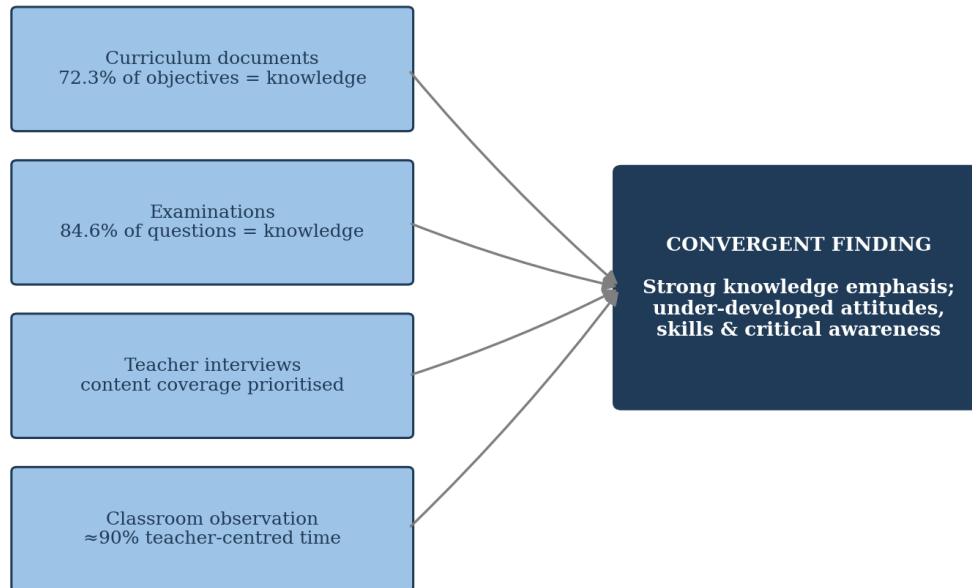 Curriculum documents
72.3% of objectives = knowledge
Examinations
84.6% of questions = knowledge
Teacher interviews
content coverage prioritised
Classroom observation
≈90% teacher-centred time
CONVERGENT FINDING
Strong knowledge emphasis;
under-developed attitudes,
skills & critical awareness